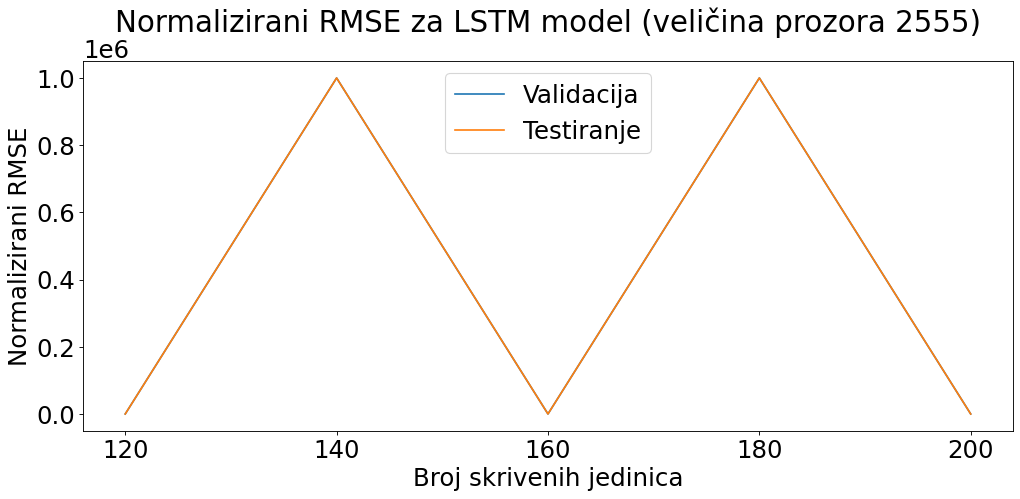 Normalizirani RMSE za LSTM model (veličina prozora 2555)
1e6
Validacija
Testiranje
1.0
0.8
0.6
0.4
0.2
0.0
Normalizirani RMSE
120 140 160 180 200
Broj skrivenih jedinica